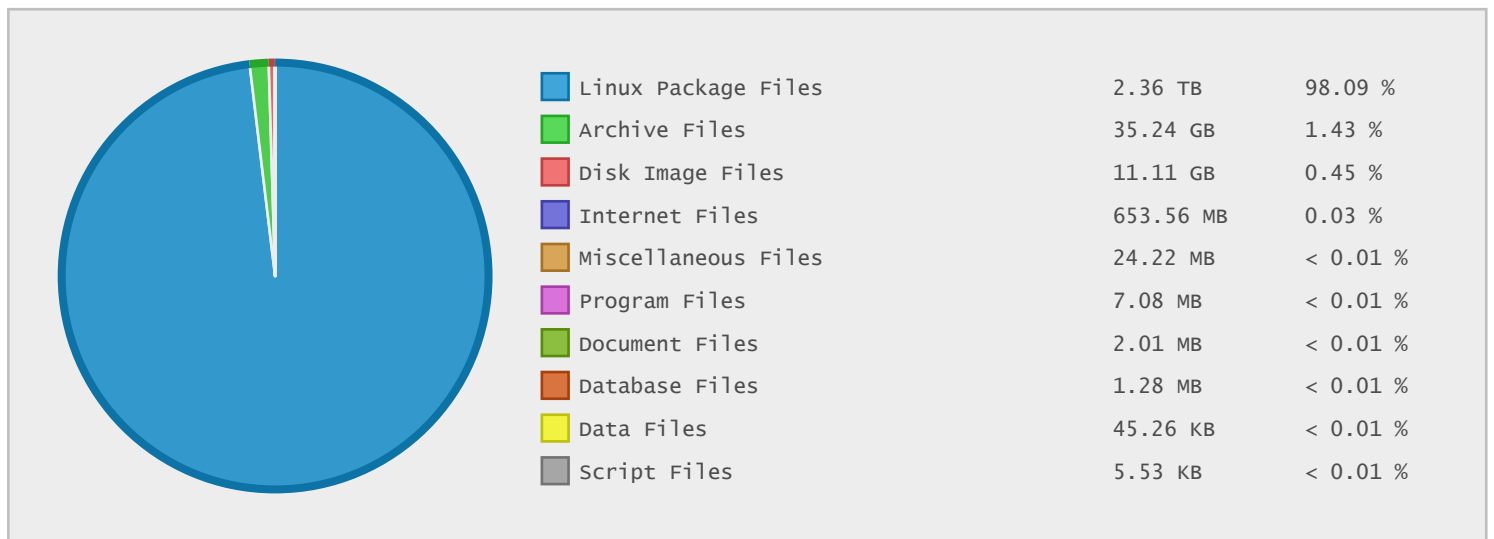 Linux Package Files 2.36 TB 98.09 %
Archive Files 35.24 GB 1.43 %
Disk Image Files 11.11 GB 0.45 %
Internet Files 653.56 MB 0.03 %
Miscellaneous Files 24.22 MB < 0.01 %
Program Files 7.08 MB < 0.01 %
Document Files 2.01 MB < 0.01 %
Database Files 1.28 MB < 0.01 %
Data Files 45.26 KB < 0.01 %
Script Files 5.53 KB < 0.01 %